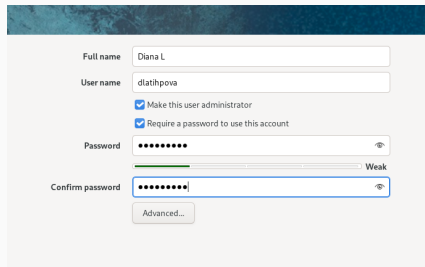 Full name Diana L
User name dlatihpova
Make this user administrator
Require a password to use this account
Password ●●●●●●●●●
Weak
Confirm password ●●●●●●●●●
Advanced...